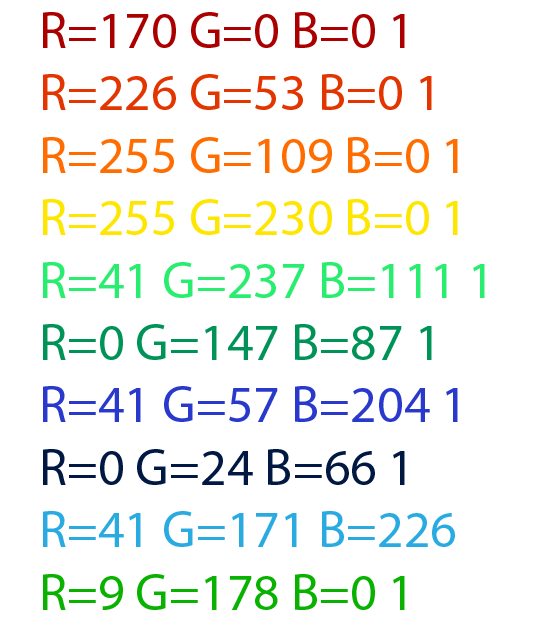 R=170 G=0 B=0 1
R=226 G=53 B=0 1
R=255 G=109 B=0 1
R=255 G=230 B=0 1
R=41 G=237 B=111 1
R=0 G=147 B=87 1
R=41 G=57 B=204 1
R=0 G=24 B=66 1
R=41 G=171 B=226
R=9 G=178 B=0 1